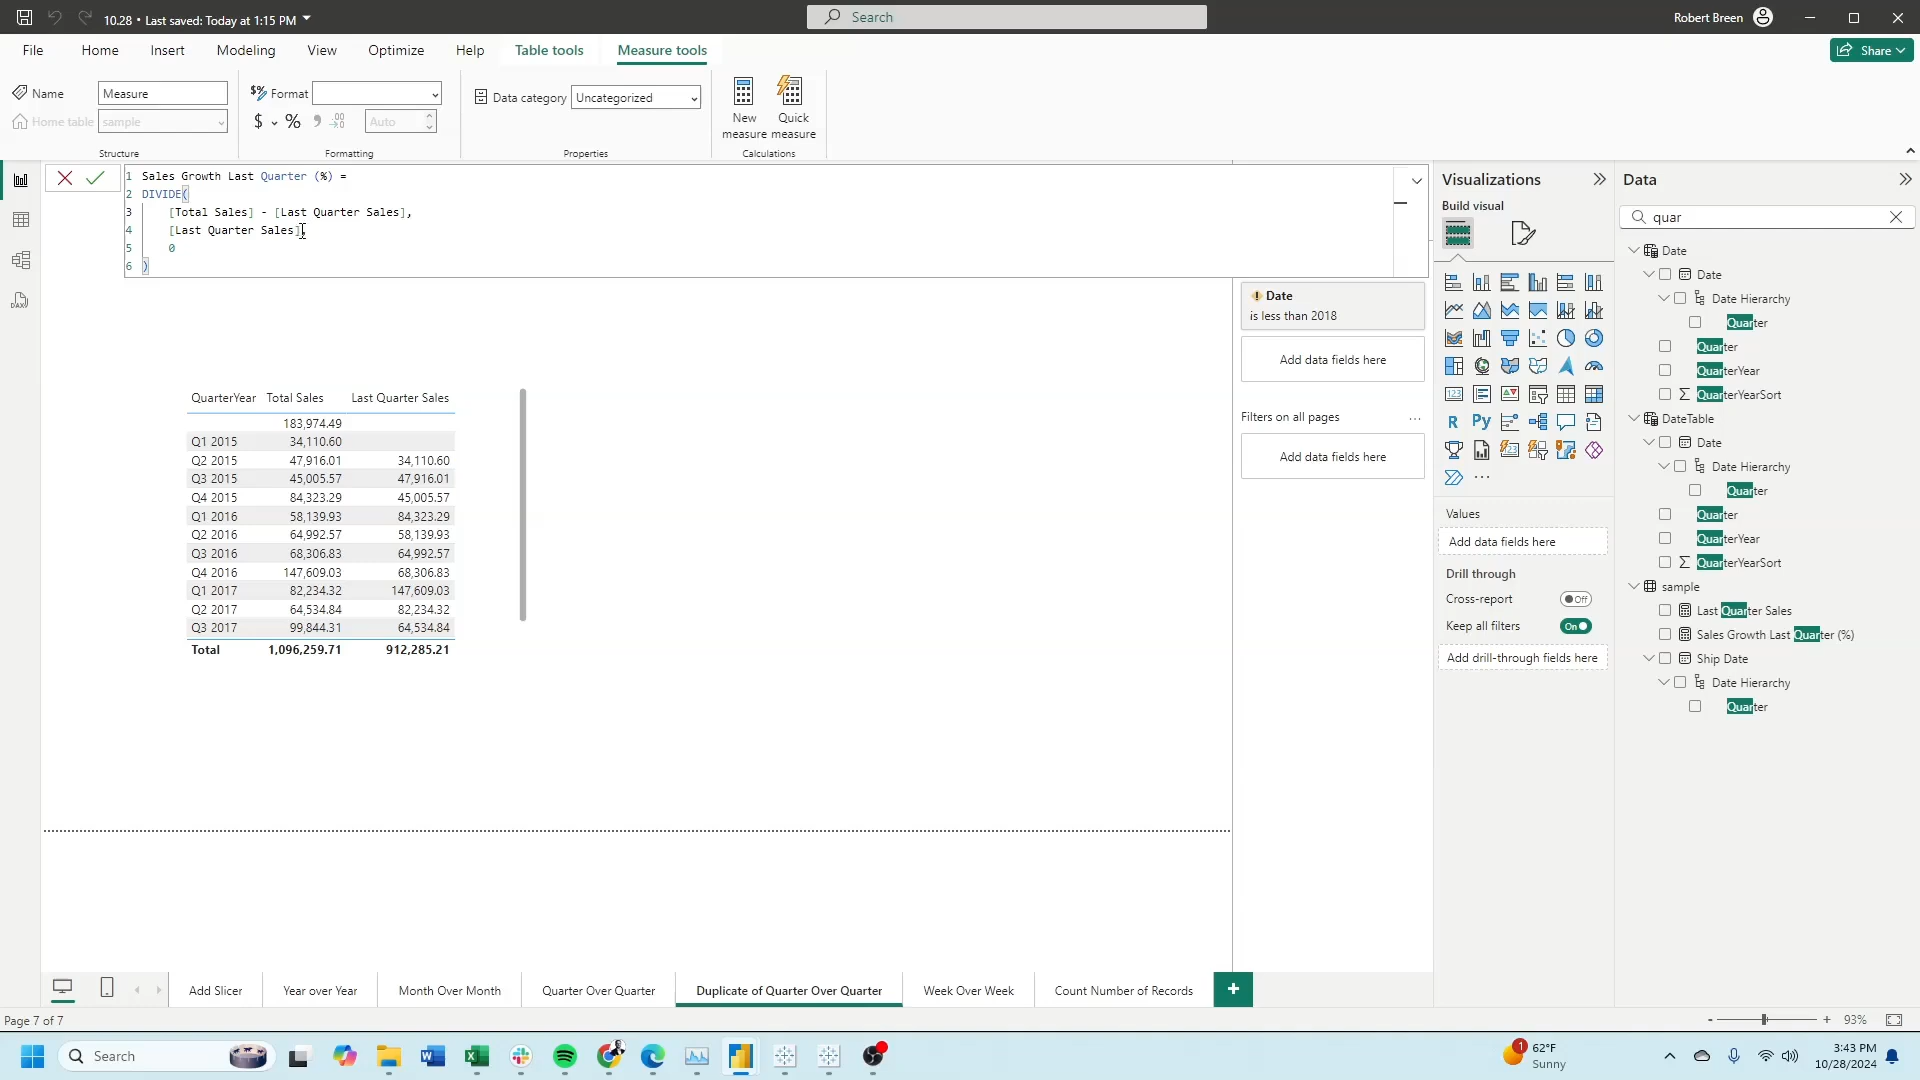 10.28 • Last saved: Today at 1:15 PM
Search
Robert Breen
File
Home
Insert
Modeling
View
Optimize
Help
Table tools
Measure tools
Share
Name
Measure
Home table
sample
Structure
Format
Auto
Formatting
Data category
Uncategorized
Properties
New measure
Quick measure
Calculations
1 Sales Growth Last Quarter (%) =
2 DIVIDE(
3 [Total Sales] - [Last Quarter Sales],
4 [Last Quarter Sales],
5 0
6 )
QuarterYear Total Sales Last Quarter Sales
183,974.49
Q1 2015 34,110.60
Q2 2015 47,916.01 34,110.60
Q3 2015 45,005.57 47,916.01
Q4 2015 84,323.29 45,005.57
Q1 2016 58,139.93 84,323.29
Q2 2016 64,992.57 58,139.93
Q3 2016 68,306.83 64,992.57
Q4 2016 147,609.03 68,306.83
Q1 2017 82,234.32 147,609.03
Q2 2017 64,534.84 82,234.32
Q3 2017 99,844.31 64,534.84
Total 1,096,259.71 912,285.21
Date
is less than 2018
Add data fields here
Filters on all pages
Add data fields here
Visualizations
Build visual
Values
Add data fields here
Drill through
Cross-report
Off
Keep all filters
On
Add drill-through fields here
Data
quar
Date
Date
Date Hierarchy
Quarter
Quarter
QuarterYear
QuarterYearSort
DateTable
Date
Date Hierarchy
Quarter
Quarter
QuarterYear
QuarterYearSort
sample
Last Quarter Sales
Sales Growth Last Quarter (%)
Ship Date
Date Hierarchy
Quarter
Add Slicer
Year over Year
Month Over Month
Quarter Over Quarter
Duplicate of Quarter Over Quarter
Week Over Week
Count Number of Records
Page 7 of 7
93%
Search
62°F
Sunny
3:43 PM
10/28/2024